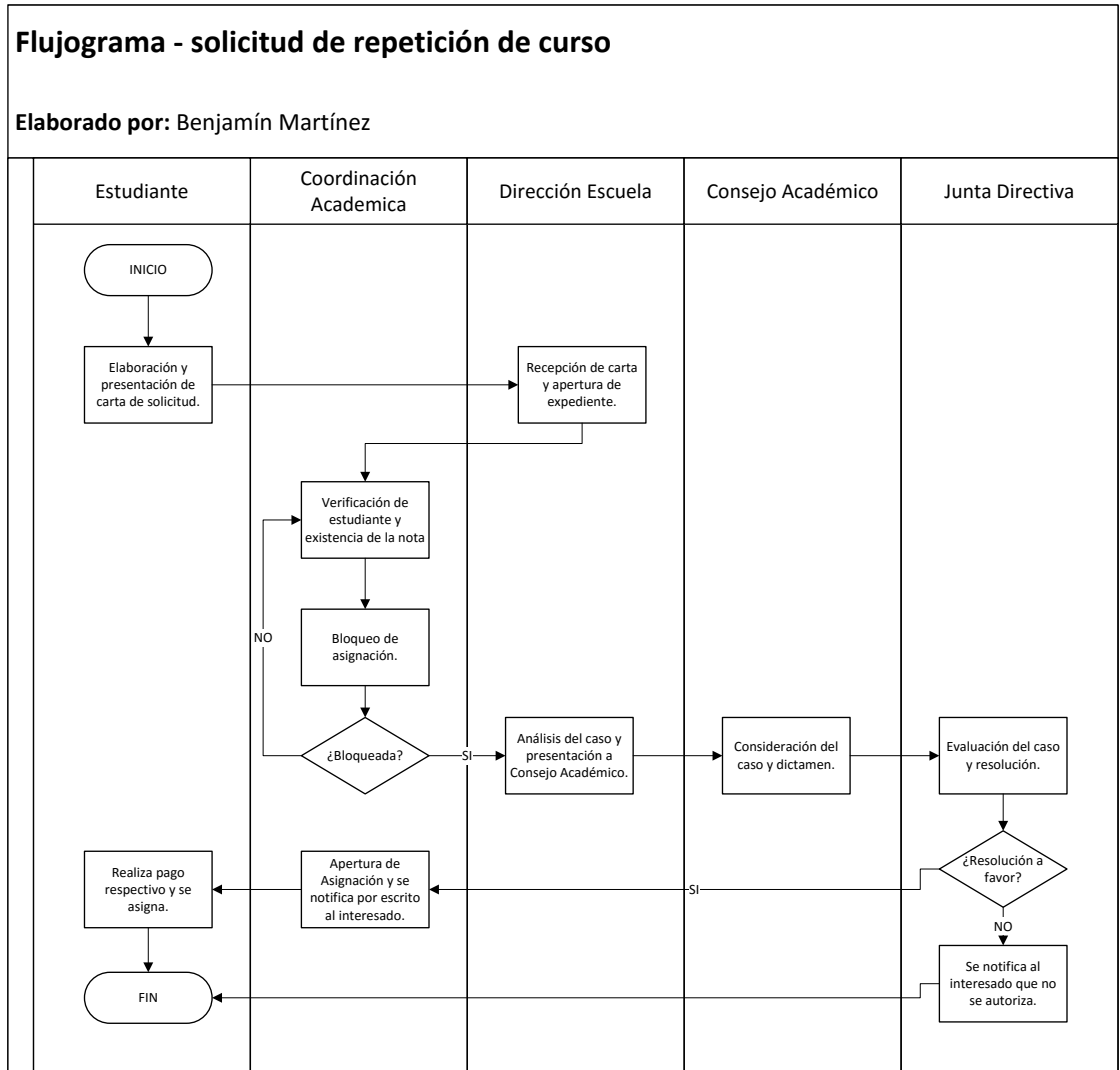 Flujograma - solicitud de repetición de curso
Elaborado por: Benjamín Martínez
Estudiante
Coordinación
Academica
Dirección Escuela
Consejo Académico
Junta Directiva
INICIO
Elaboración y
presentación de
carta de solicitud.
Recepción de carta
y apertura de
expediente.
Verificación de
estudiante y
existencia de la nota
Bloqueo de
asignación.
NO
¿Bloqueada?
SI
Análisis del caso y
presentación a
Consejo Académico.
Consideración del
caso y dictamen.
Evaluación del caso
y resolución.
¿Resolución a
favor?
SI
Apertura de
Asignación y se
notifica por escrito
al interesado.
Realiza pago
respectivo y se
asigna.
NO
Se notifica al
interesado que no
se autoriza.
FIN